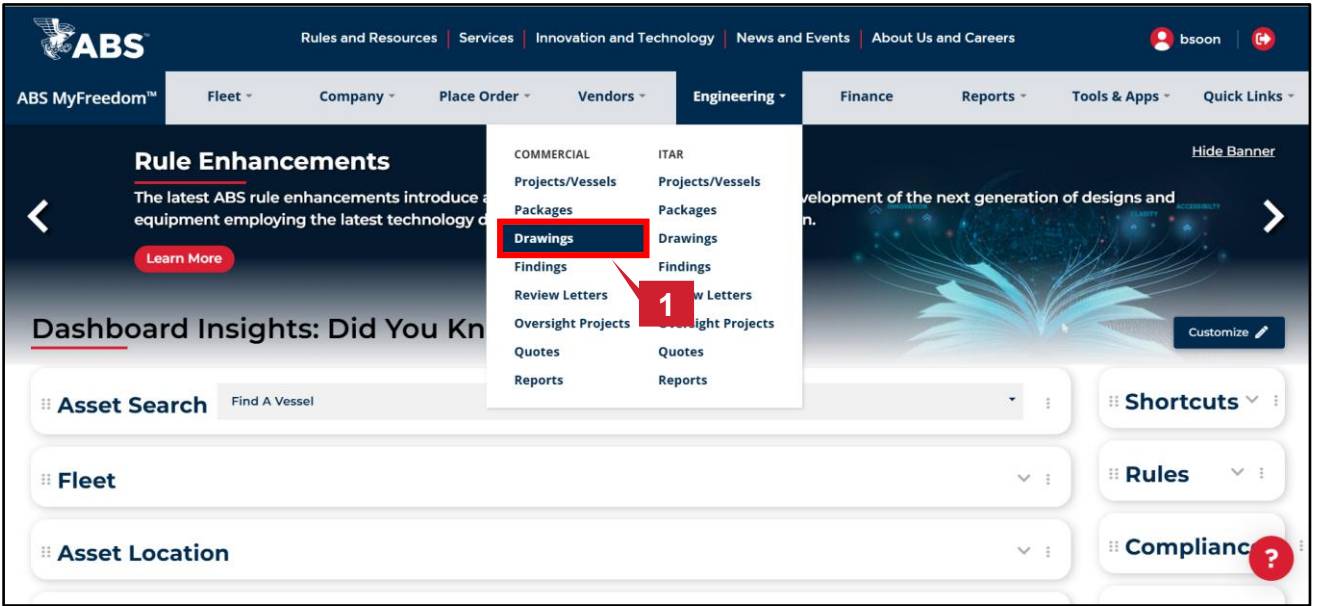 ABS
Rules and Resources | Services | Innovation and Technology | News and Events | About Us and Careers
bsoon
ABS MyFreedom™ Fleet Company Place Order Vendors Engineering Finance Reports Tools & Apps Quick Links
Hide Banner
Rule Enhancements
The latest ABS rule enhancements introduce
velopment of the next generation of designs and
equipment employing the latest technology
n.
Learn More
INNOVATION
CLARITY
ACCESSIBILITY
COMMERCIAL ITAR
Projects/Vessels Projects/Vessels
Packages Packages
Drawings Drawings
Findings Findings
Review Letters w Letters
1
Oversight Projects Oversight Projects
Quotes Quotes
Reports Reports
Dashboard Insights: Did You Kn
Customize
Asset Search Find A Vessel
Shortcuts
Fleet
Rules
Asset Location
Complianc
?